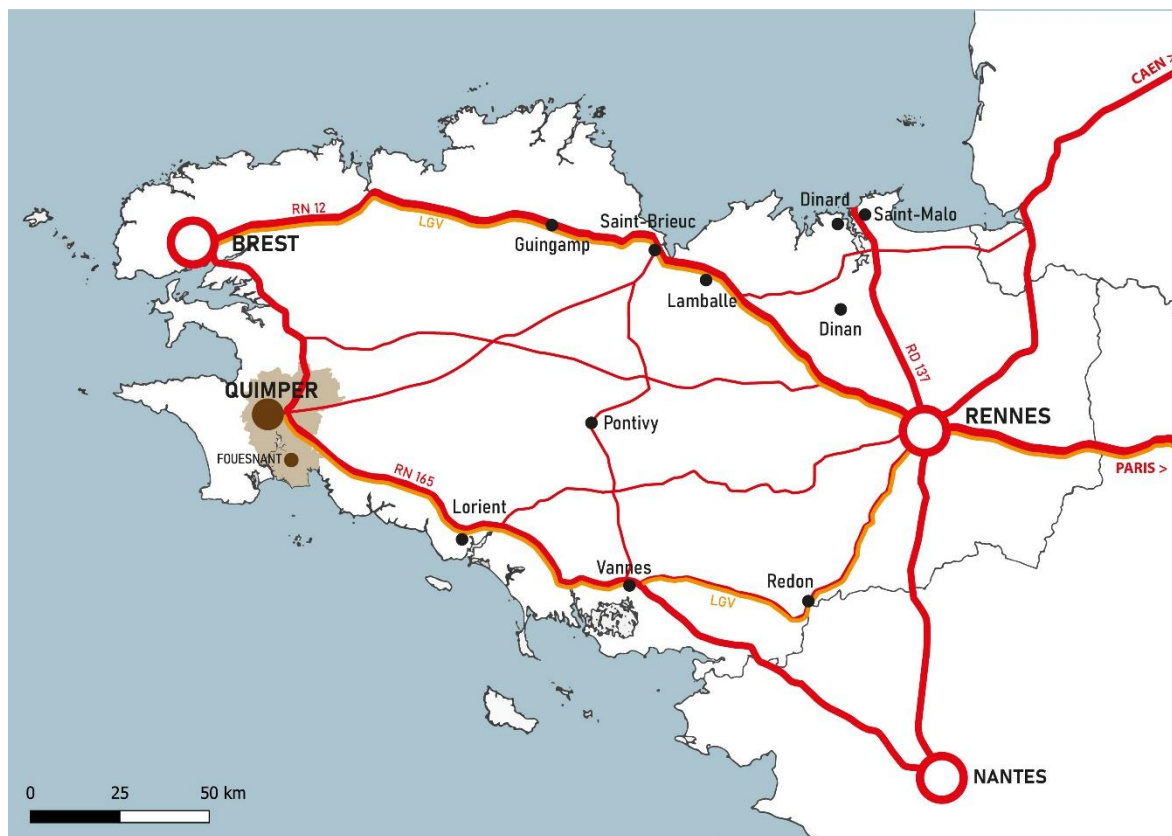 CAEN >
Dinard
Saint-Malo
RN 12
LGV
Saint-Brieuc
BREST
Guingamp
Lamballe
Dinan
RD 137
QUIMPER
RENNES
Pontivy
FOUESNANT
PARIS >
RN 165
Lorient
Vannes
Redon
LGV
NANTES
0 25 50 km